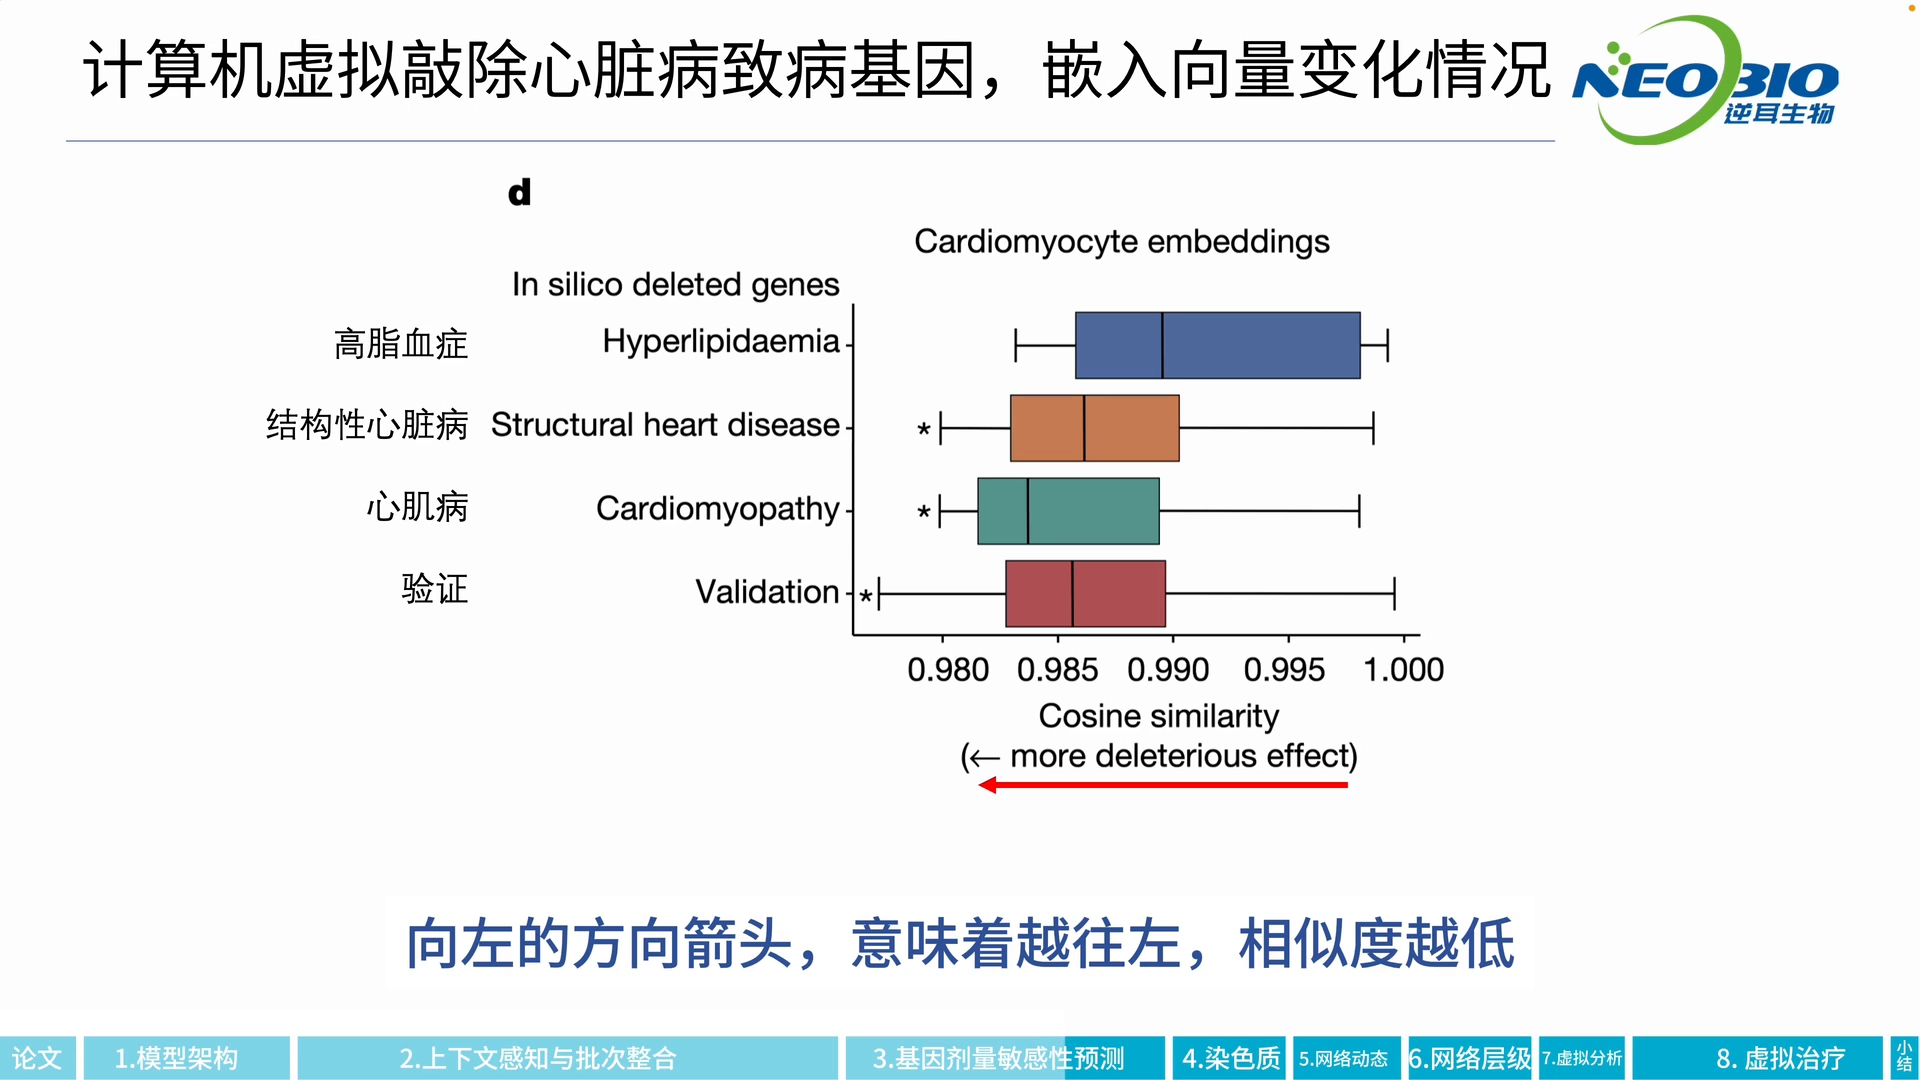 计算机虚拟敲除心脏病致病基因，嵌入向量变化情况
NEOBIO
逆耳生物
d
Cardiomyocyte embeddings
In silico deleted genes
高脂血症 Hyperlipidaemia
结构性心脏病 Structural heart disease *
心肌病 Cardiomyopathy *
验证 Validation *
0.980 0.985 0.990 0.995 1.000
Cosine similarity
(← more deleterious effect)
向左的方向箭头，意味着越往左，相似度越低
论文 1.模型架构 2.上下文感知与批次整合 3.基因剂量敏感性预测 4.染色质 5.网络动态 6.网络层级 7.虚拟分析 8. 虚拟治疗 小结